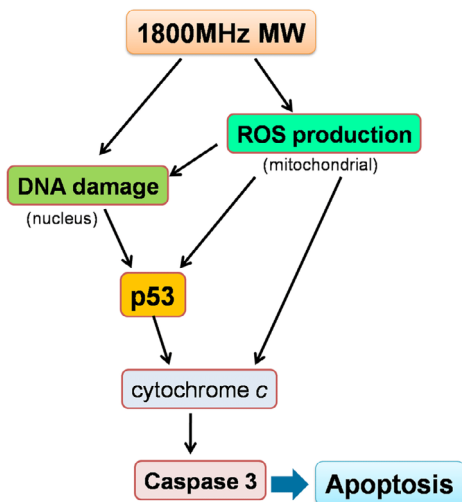 1800MHz MW
ROS production
(mitochondrial)
DNA damage
(nucleus)
p53
cytochrome c
Caspase 3
Apoptosis